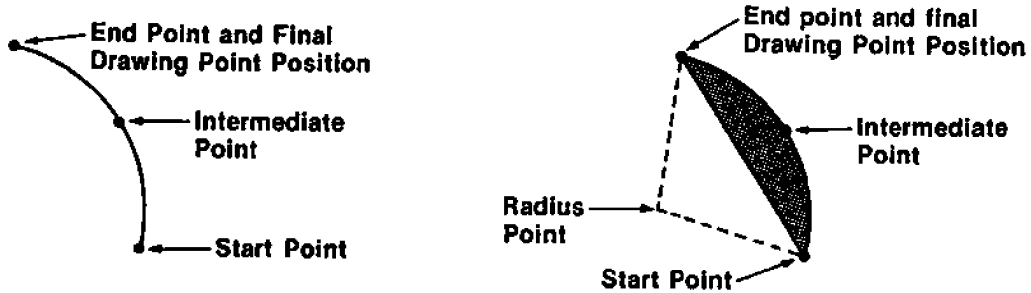 End Point and Final
Drawing Point Position
Intermediate
Point
Start Point
End point and final
Drawing Point Position
Intermediate
Point
Radius
Point
Start Point